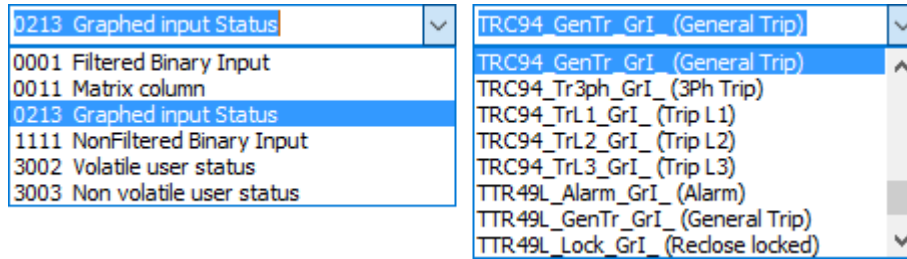 0213 Graphed input Status
0001 Filtered Binary Input
0011 Matrix column
0213 Graphed input Status
1111 NonFiltered Binary Input
3002 Volatile user status
3003 Non volatile user status
TRC94_GenTr_GrI_ (General Trip)
TRC94_GenTr_GrI_ (General Trip)
TRC94_Tr3ph_GrI_ (3Ph Trip)
TRC94_TrL1_GrI_ (Trip L1)
TRC94_TrL2_GrI_ (Trip L2)
TRC94_TrL3_GrI_ (Trip L3)
TTR49L_Alarm_GrI_ (Alarm)
TTR49L_GenTr_GrI_ (General Trip)
TTR49L_Lock_GrI_ (Reclose locked)